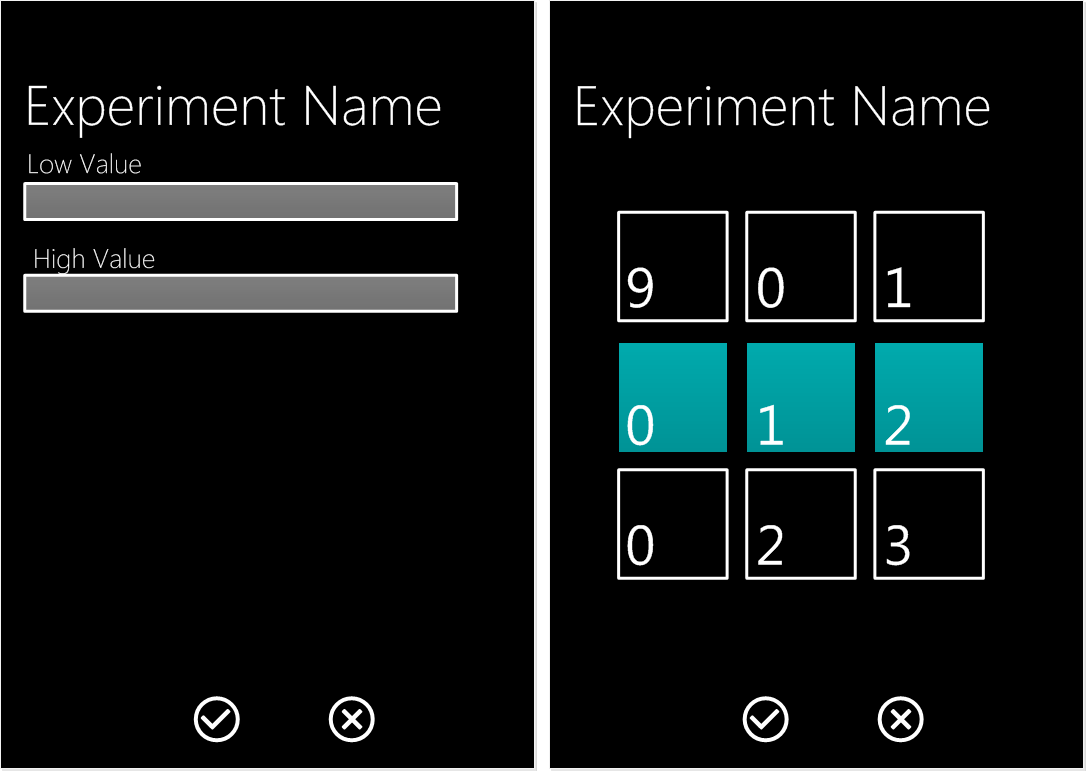 Experiment Name
Low Value
High Value
Experiment Name
9 0 1
0 1 2
0 2 3